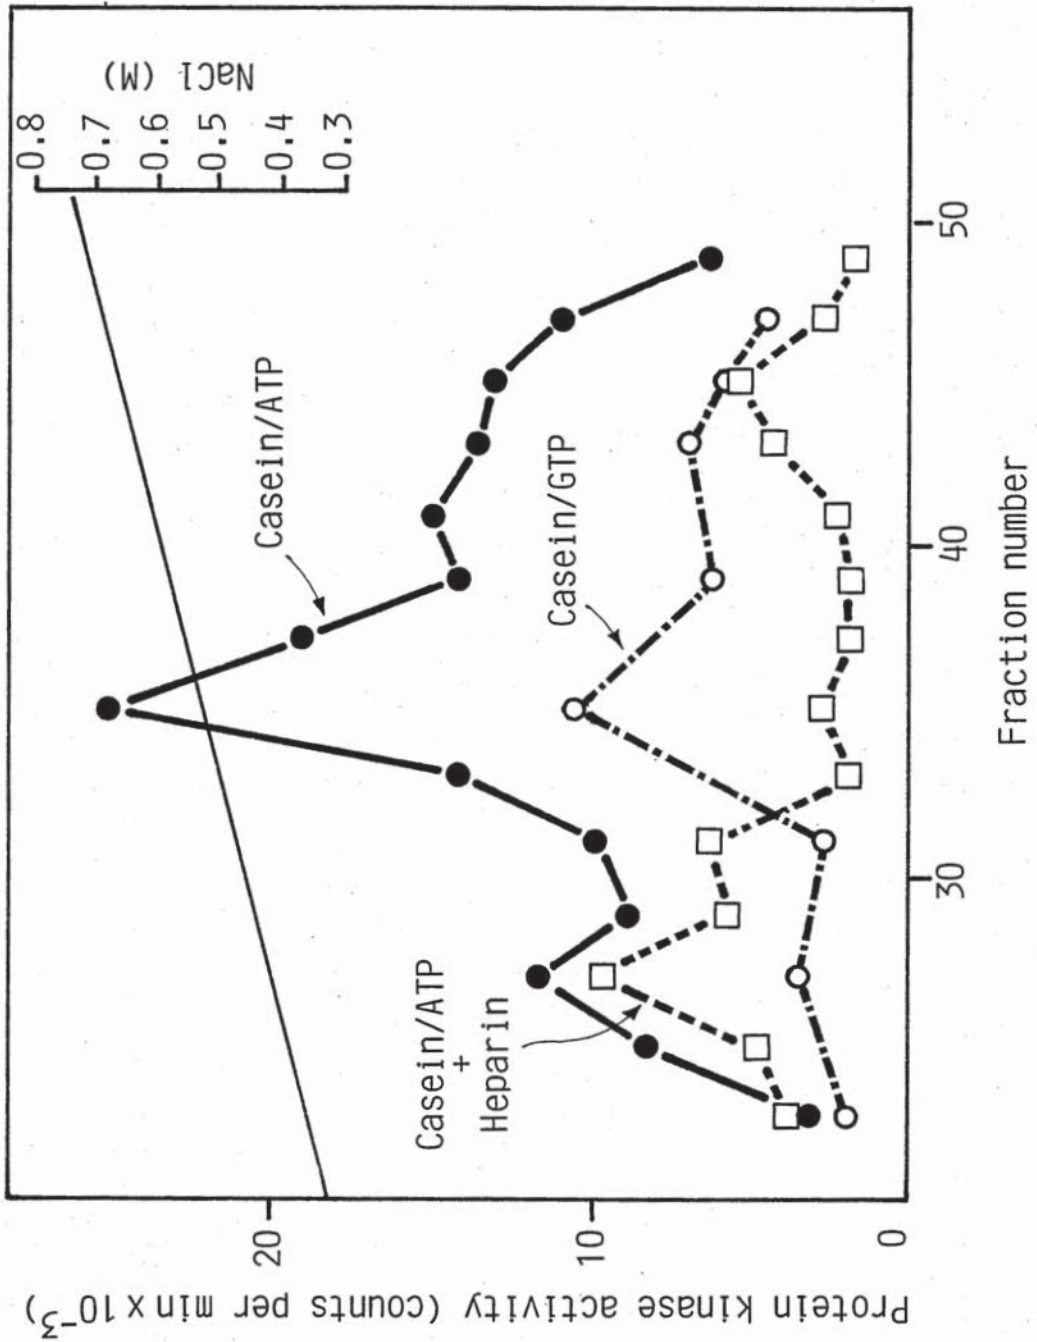 Protein kinase activity (counts per min x 10⁻³)
20
10
0
Casein/ATP
Casein/GTP
Casein/ATP
+
Heparin
NaCl (M)
0.8
0.7
0.6
0.5
0.4
0.3
30
40
50
Fraction number